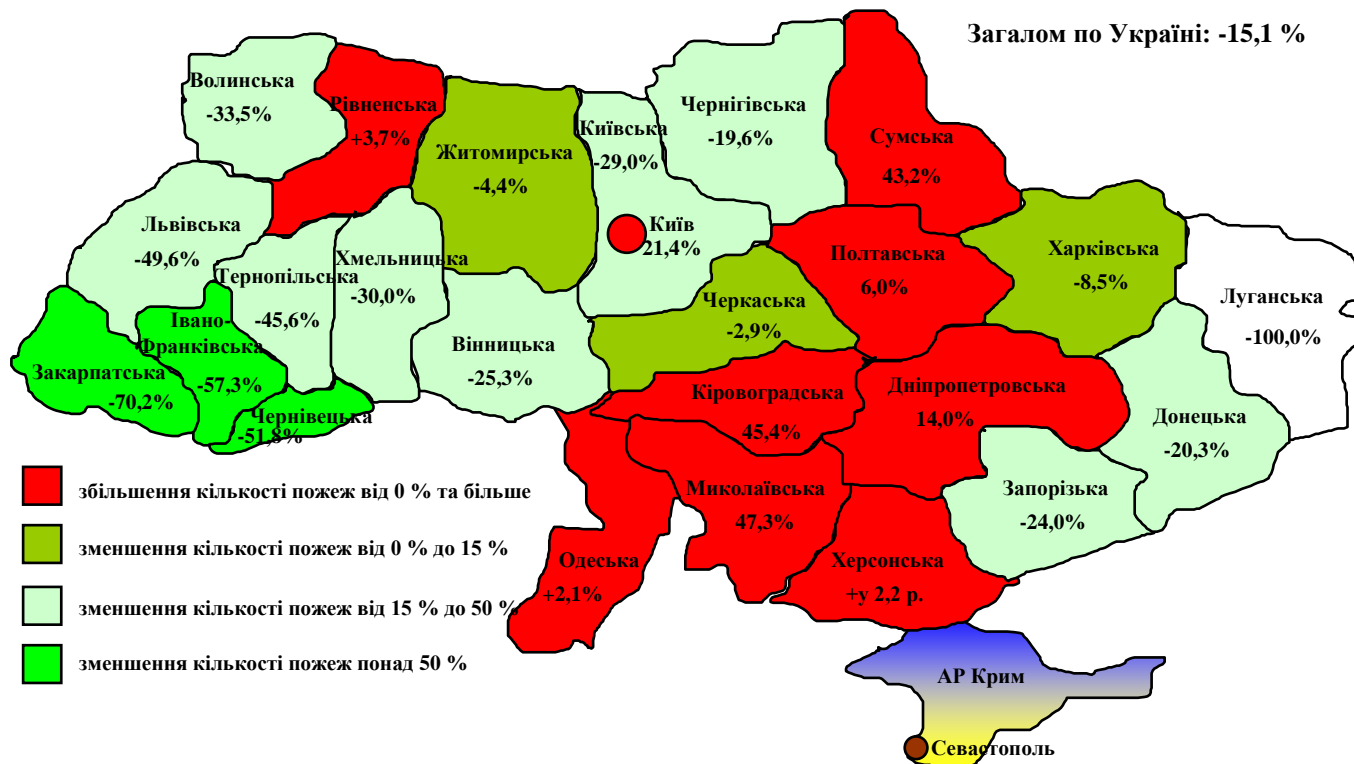 Загалом по Україні: -15,1 %
Волинська
-33,5%
Рівненська
+3,7%
Житомирська
-4,4%
Київська
-29,0%
Чернігівська
-19,6%
Сумська
43,2%
Київ
21,4%
Львівська
-49,6%
Тернопільська
-45,6%
Хмельницька
-30,0%
Полтавська
6,0%
Харківська
-8,5%
Луганська
-100,0%
Черкаська
-2,9%
Вінницька
-25,3%
Івано-
Франківська
-57,3%
Закарпатська
-70,2%
Чернівецька
-51,8%
Кіровоградська
45,4%
Дніпропетровська
14,0%
Донецька
-20,3%
Запорізька
-24,0%
Миколаївська
47,3%
Одеська
+2,1%
Херсонська
+у 2,2 р.
АР Крим
Севастополь
збільшення кількості пожеж від 0 % та більше
зменшення кількості пожеж від 0 % до 15 %
зменшення кількості пожеж від 15 % до 50 %
зменшення кількості пожеж понад 50 %